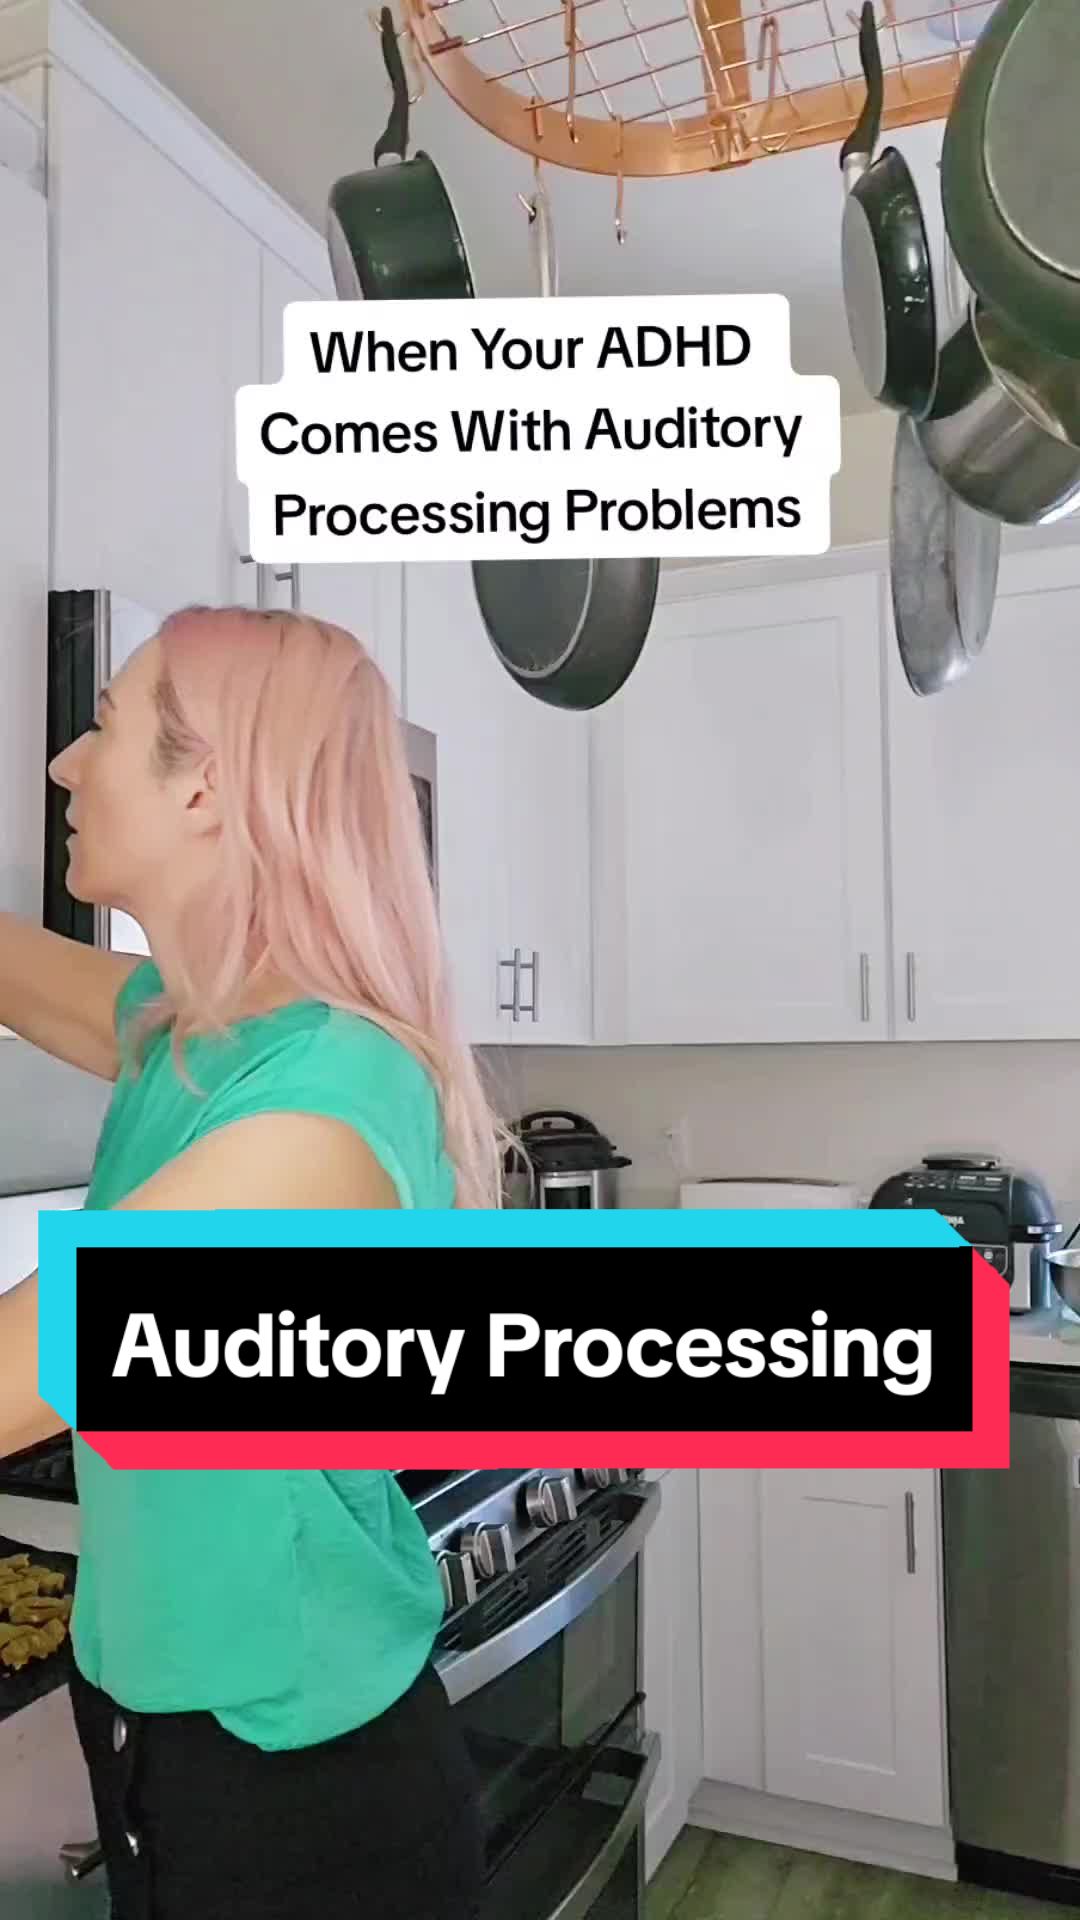 When Your ADHD
Comes With Auditory
Processing Problems
Auditory Processing